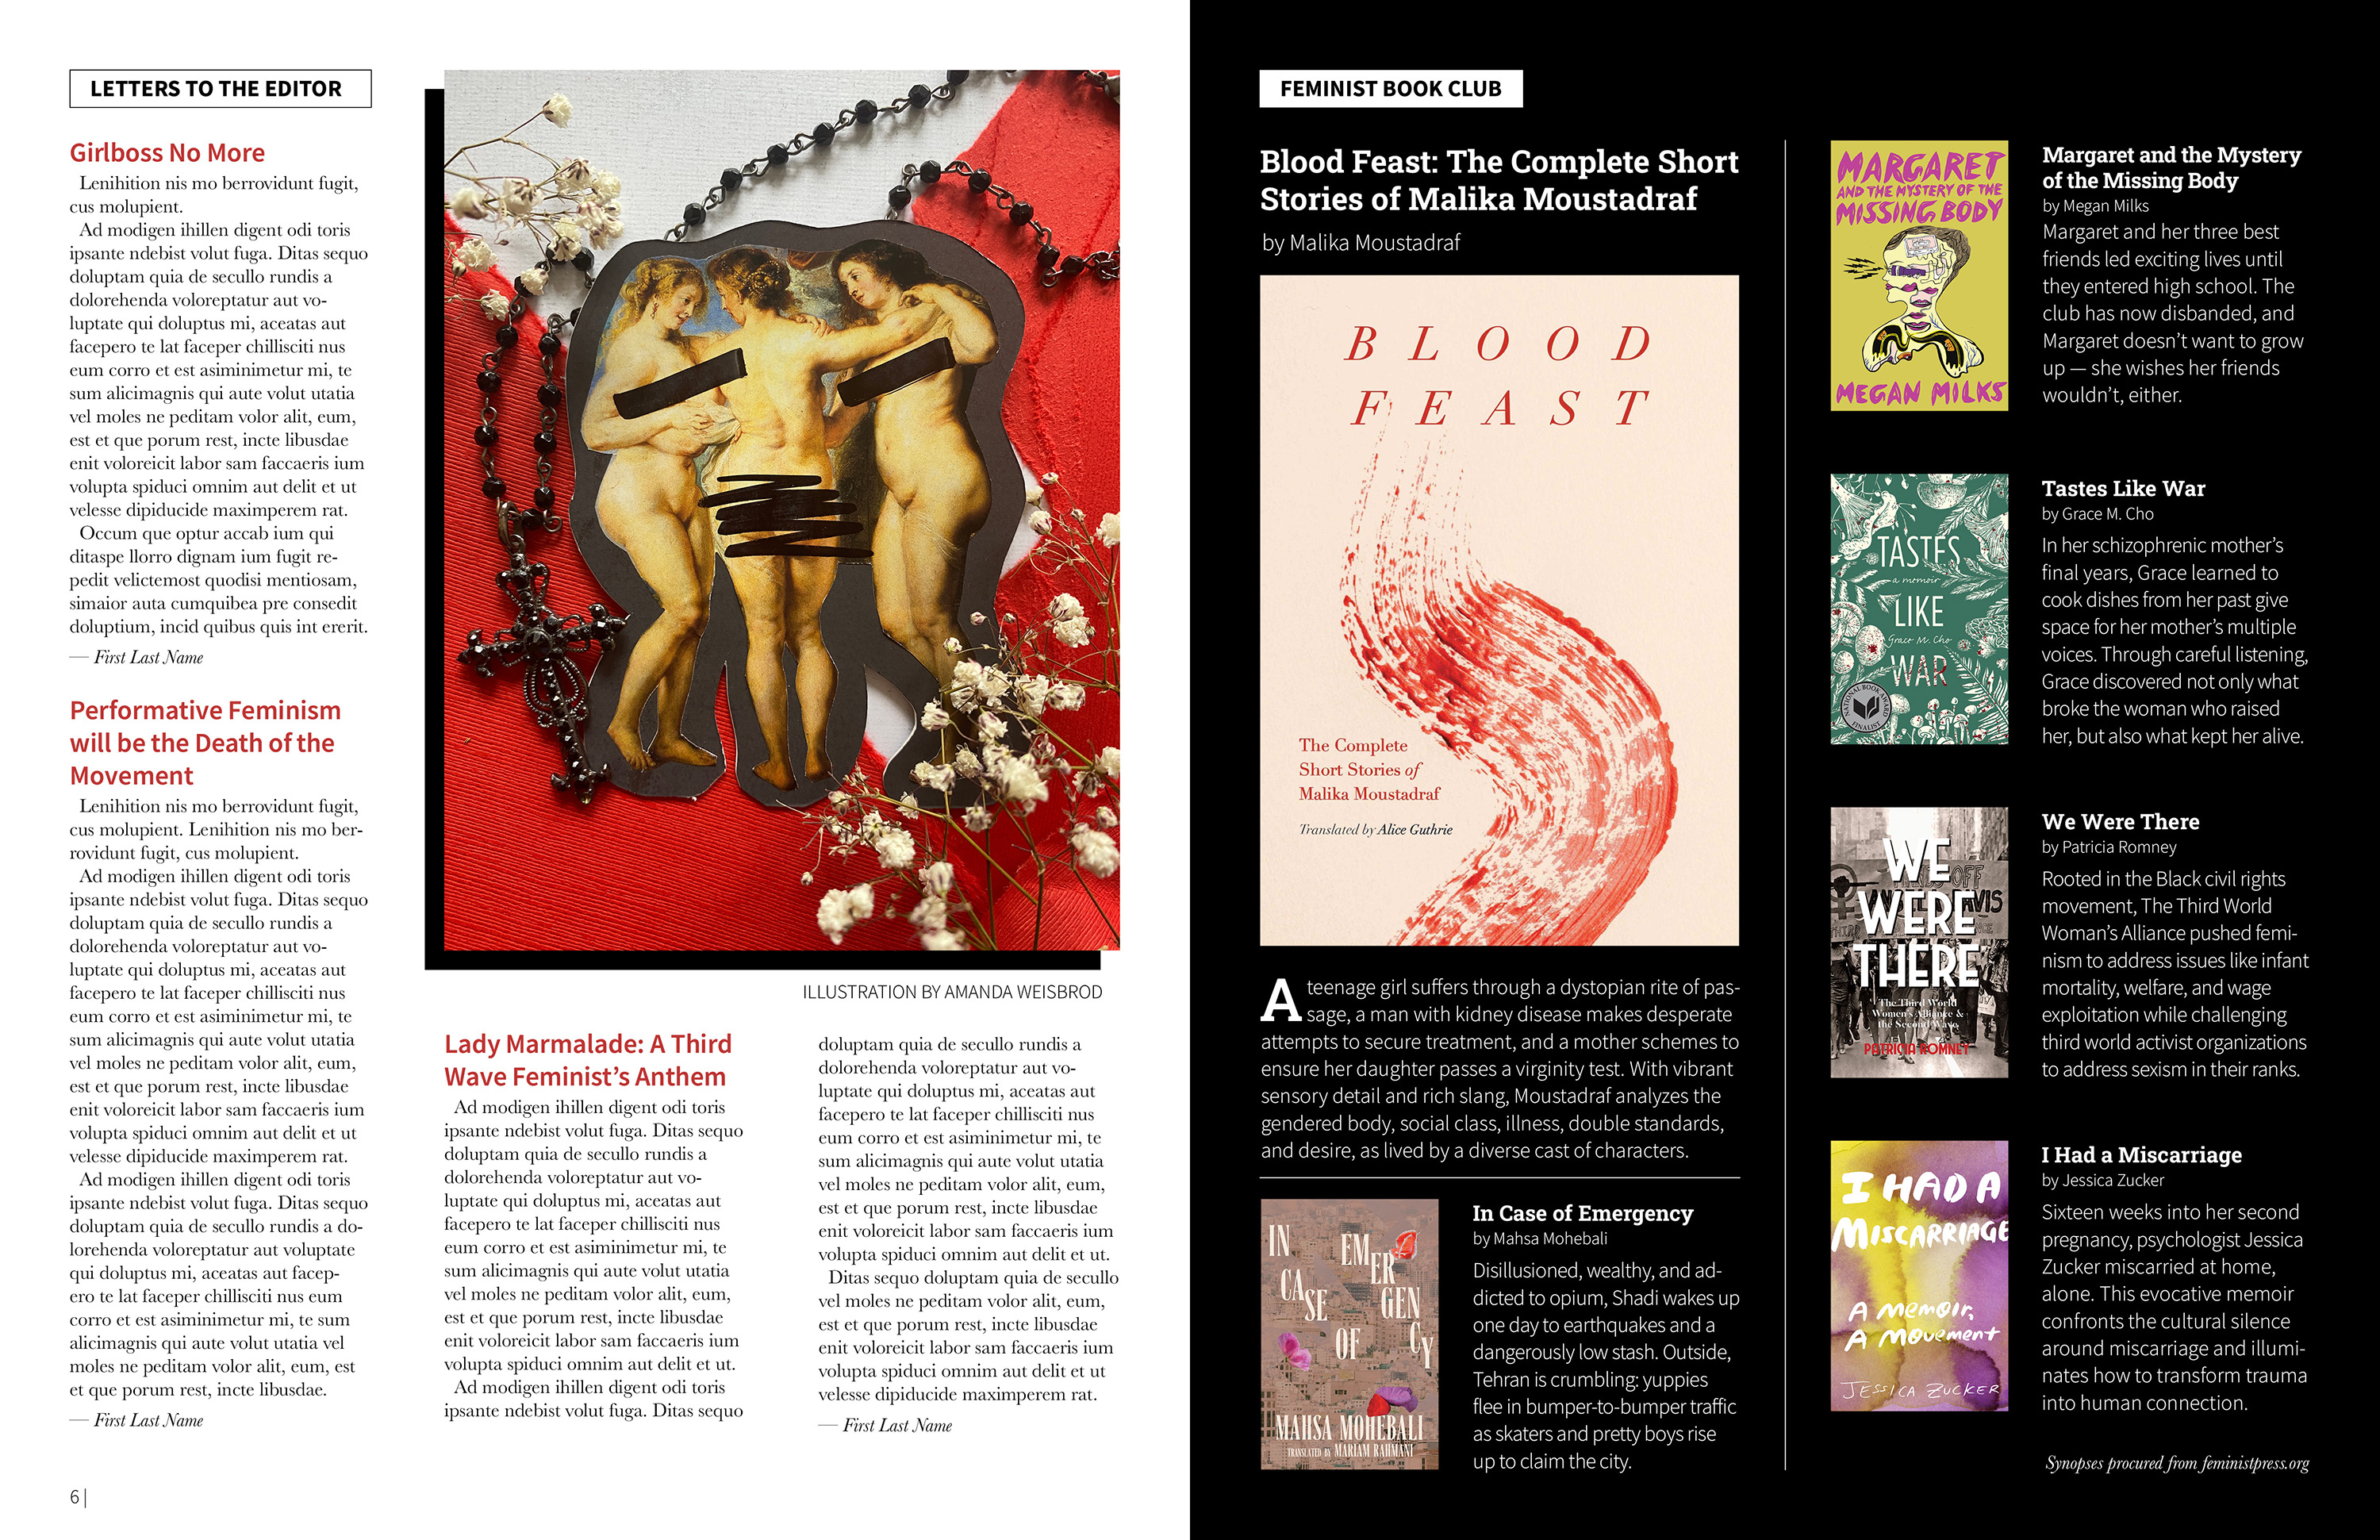 LETTERS TO THE EDITOR
Girlboss No More
Lenihition nis mo berrovidunt fugit,
cus molupient.
Ad modigen ihillen digent odi toris
ipsante ndebist volut fuga. Ditas sequo
doluptam quia de secullo rundis a
dolorehenda voloreptatur aut vo-
luptate qui doluptus mi, aceatas aut
facepero te lat faceper chillisciti nus
eum corro et est asiminimetur mi, te
sum alicimagnis qui aute volut utatia
vel moles ne peditam volor alit, eum,
est et que porum rest, incte libusdae
enit voloreicit labor sam faccaeris ium
volupta spiduci omnim aut delit et ut
velesse dipiducide maximperem rat.
Occum que optur accab ium qui
ditaspe llorro dignam ium fugit re-
pedit velictemost quodisi mentiosam,
simaior auta cumquibea pre consedit
doluptium, incid quibus quis int ererit.
— First Last Name
Performative Feminism
will be the Death of the
Movement
Lenihition nis mo berrovidunt fugit,
cus molupient. Lenihition nis mo ber-
rovidunt fugit, cus molupient.
Ad modigen ihillen digent odi toris
ipsante ndebist volut fuga. Ditas sequo
doluptam quia de secullo rundis a
dolorehenda voloreptatur aut vo-
luptate qui doluptus mi, aceatas aut
facepero te lat faceper chillisciti nus
eum corro et est asiminimetur mi, te
sum alicimagnis qui aute volut utatia
vel moles ne peditam volor alit, eum,
est et que porum rest, incte libusdae
enit voloreicit labor sam faccaeris ium
volupta spiduci omnim aut delit et ut
velesse dipiducide maximperem rat.
Ad modigen ihillen digent odi toris
ipsante ndebist volut fuga. Ditas sequo
doluptam quia de secullo rundis a do-
lorehenda voloreptatur aut voluptate
qui doluptus mi, aceatas aut facep-
ero te lat faceper chillisciti nus eum
corro et est asiminimetur mi, te sum
alicimagnis qui aute volut utatia vel
moles ne peditam volor alit, eum, est
et que porum rest, incte libusdae.
— First Last Name
ILLUSTRATION BY AMANDA WEISBROD
Lady Marmalade: A Third
Wave Feminist's Anthem
Ad modigen ihillen digent odi toris
ipsante ndebist volut fuga. Ditas sequo
doluptam quia de secullo rundis a
dolorehenda voloreptatur aut vo-
luptate qui doluptus mi, aceatas aut
facepero te lat faceper chillisciti nus
eum corro et est asiminimetur mi, te
sum alicimagnis qui aute volut utatia
vel moles ne peditam volor alit, eum,
est et que porum rest, incte libusdae
enit voloreicit labor sam faccaeris ium
volupta spiduci omnim aut delit et ut.
Ad modigen ihillen digent odi toris
ipsante ndebist volut fuga. Ditas sequo
doluptam quia de secullo rundis a
dolorehenda voloreptatur aut vo-
luptate qui doluptus mi, aceatas aut
facepero te lat faceper chillisciti nus
eum corro et est asiminimetur mi, te
sum alicimagnis qui aute volut utatia
vel moles ne peditam volor alit, eum,
est et que porum rest, incte libusdae
enit voloreicit labor sam faccaeris ium
volupta spiduci omnim aut delit et ut.
Ditas sequo doluptam quia de secullo
vel moles ne peditam volor alit, eum,
est et que porum rest, incte libusdae
enit voloreicit labor sam faccaeris ium
volupta spiduci omnim aut delit et ut
velesse dipiducide maximperem rat.
— First Last Name
6 |
FEMINIST BOOK CLUB
Blood Feast: The Complete Short
Stories of Malika Moustadraf
by Malika Moustadraf
BLOOD
FEAST
The Complete
Short Stories of
Malika Moustadraf
Translated by Alice Guthrie
A teenage girl suffers through a dystopian rite of pas-
sage, a man with kidney disease makes desperate
attempts to secure treatment, and a mother schemes to
ensure her daughter passes a virginity test. With vibrant
sensory detail and rich slang, Moustadraf analyzes the
gendered body, social class, illness, double standards,
and desire, as lived by a diverse cast of characters.
IN
CASE
OF
EMERGENCY
MAHSA MOHEBALI
TRANSLATED BY MARIAM RAHMANI
In Case of Emergency
by Mahsa Mohebali
Disillusioned, wealthy, and ad-
dicted to opium, Shadi wakes up
one day to earthquakes and a
dangerously low stash. Outside,
Tehran is crumbling: yuppies
flee in bumper-to-bumper traffic
as skaters and pretty boys rise
up to claim the city.
MARGARET
AND THE MYSTERY OF THE
MISSING BODY
MEGAN MILKS
Margaret and the Mystery
of the Missing Body
by Megan Milks
Margaret and her three best
friends led exciting lives until
they entered high school. The
club has now disbanded, and
Margaret doesn't want to grow
up — she wishes her friends
wouldn't, either.
TASTES
a memoir
LIKE
Grace M. Cho
WAR
NATIONAL BOOK AWARD
FINALIST
Tastes Like War
by Grace M. Cho
In her schizophrenic mother's
final years, Grace learned to
cook dishes from her past give
space for her mother's multiple
voices. Through careful listening,
Grace discovered not only what
broke the woman who raised
her, but also what kept her alive.
WE
WERE
THERE
The Third World
Women's Alliance &
the Second Wave
PATRICIA ROMNEY
We Were There
by Patricia Romney
Rooted in the Black civil rights
movement, The Third World
Woman's Alliance pushed femi-
nism to address issues like infant
mortality, welfare, and wage
exploitation while challenging
third world activist organizations
to address sexism in their ranks.
I HAD A
MISCARRIAGE
A MEMOIR,
A MOVEMENT
JESSICA ZUCKER
I Had a Miscarriage
by Jessica Zucker
Sixteen weeks into her second
pregnancy, psychologist Jessica
Zucker miscarried at home,
alone. This evocative memoir
confronts the cultural silence
around miscarriage and illumi-
nates how to transform trauma
into human connection.
Synopses procured from feministpress.org